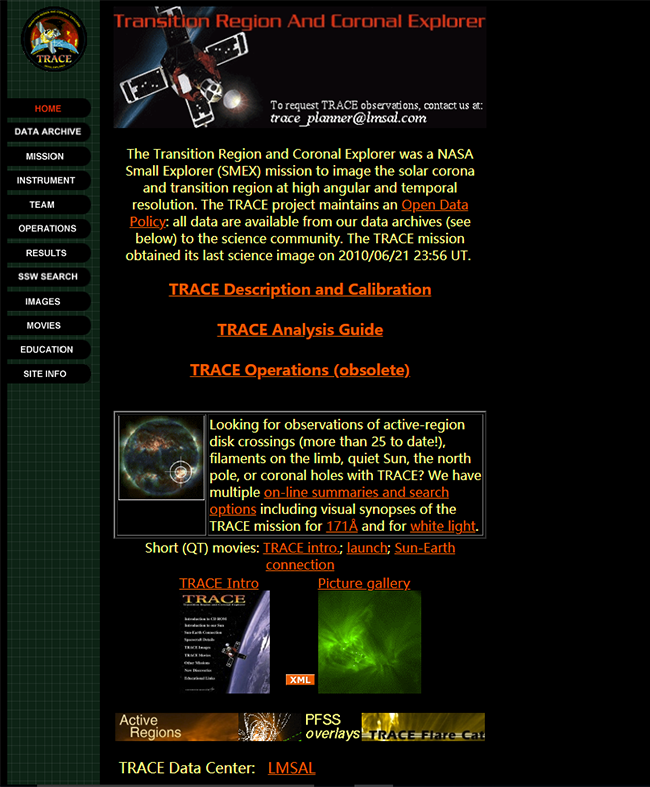 TRACE
HOME
DATA ARCHIVE
MISSION
INSTRUMENT
TEAM
OPERATIONS
RESULTS
SSW SEARCH
IMAGES
MOVIES
EDUCATION
SITE INFO
Transition Region And Coronal Explorer
To request TRACE observations, contact us at:
trace_planner@lmsal.com
The Transition Region and Coronal Explorer was a NASA
Small Explorer (SMEX) mission to image the solar corona
and transition region at high angular and temporal
resolution. The TRACE project maintains an Open Data
Policy: all data are available from our data archives (see
below) to the science community. The TRACE mission
obtained its last science image on 2010/06/21 23:56 UT.
TRACE Description and Calibration
TRACE Analysis Guide
TRACE Operations (obsolete)
Looking for observations of active-region
disk crossings (more than 25 to date!),
filaments on the limb, quiet Sun, the north
pole, or coronal holes with TRACE? We have
multiple on-line summaries and search
options including visual synopses of the
TRACE mission for 171Å and for white light.
Short (QT) movies: TRACE intro.; launch; Sun-Earth
connection
TRACE Intro
Picture gallery
TRACE
Transition Region and Coronal Explorer
Introduction to CD-ROM
Introduction to our Sun
Sun-Earth Connection
Spacecraft Details
TRACE Images
TRACE Movies
Other Missions
New Discoveries
Educational Links
XML
Active
Regions
PFSS
overlays
TRACE Flare Cat
TRACE Data Center: LMSAL